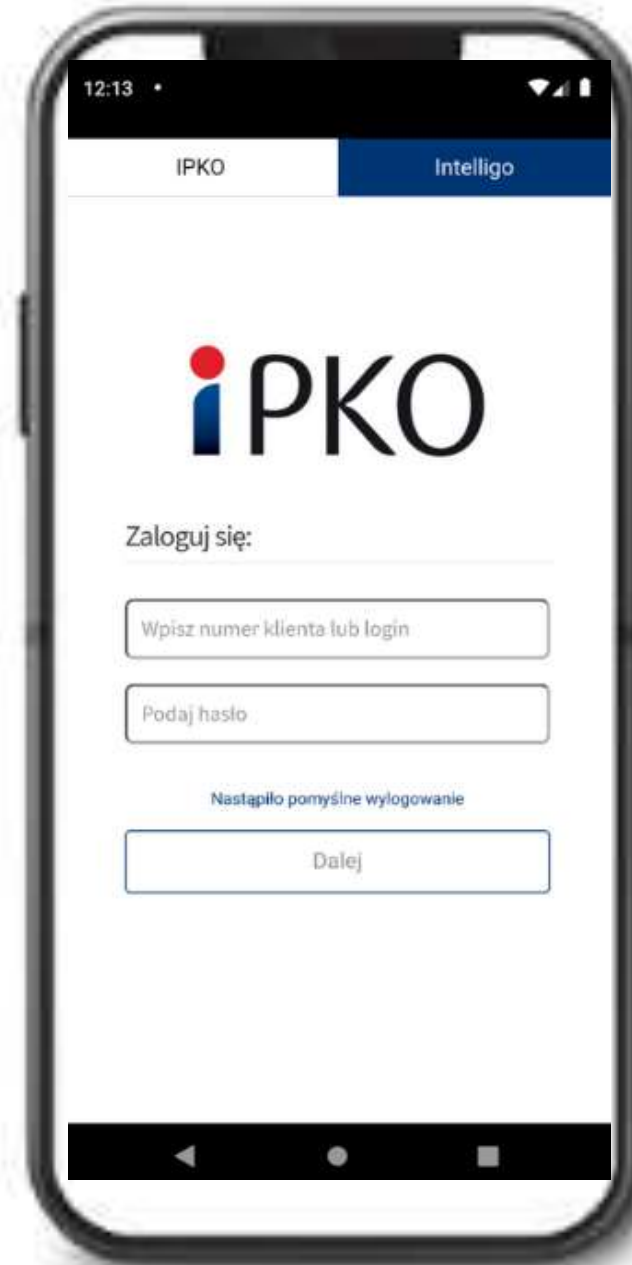 12:13
IPKO
Intelligo
iPKO
Zaloguj się:
Wpisz numer klienta lub login
Podaj hasło
Nastąpiło pomyślne wylogowanie
Dalej